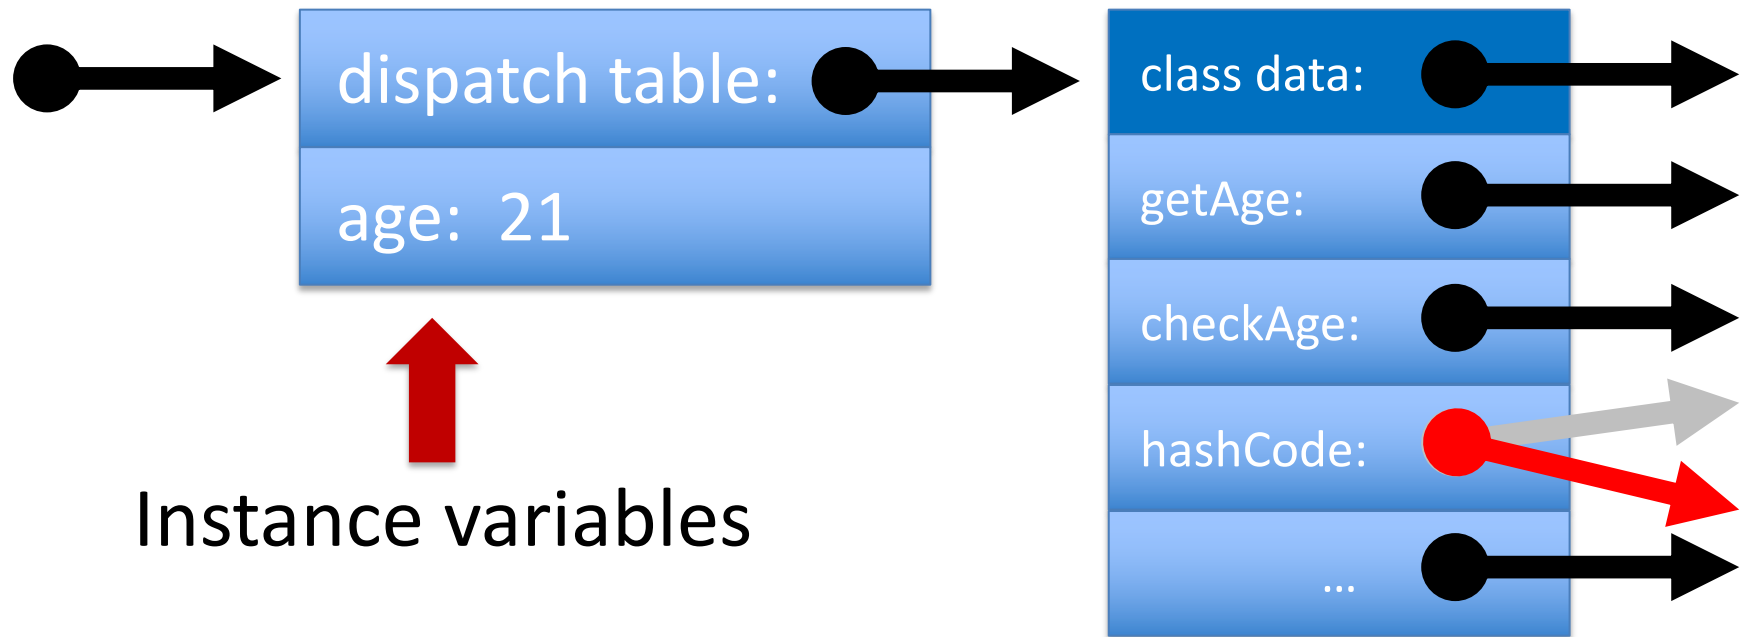 dispatch table:
age: 21
Instance variables
class data:
getAge:
checkAge:
hashCode:
...